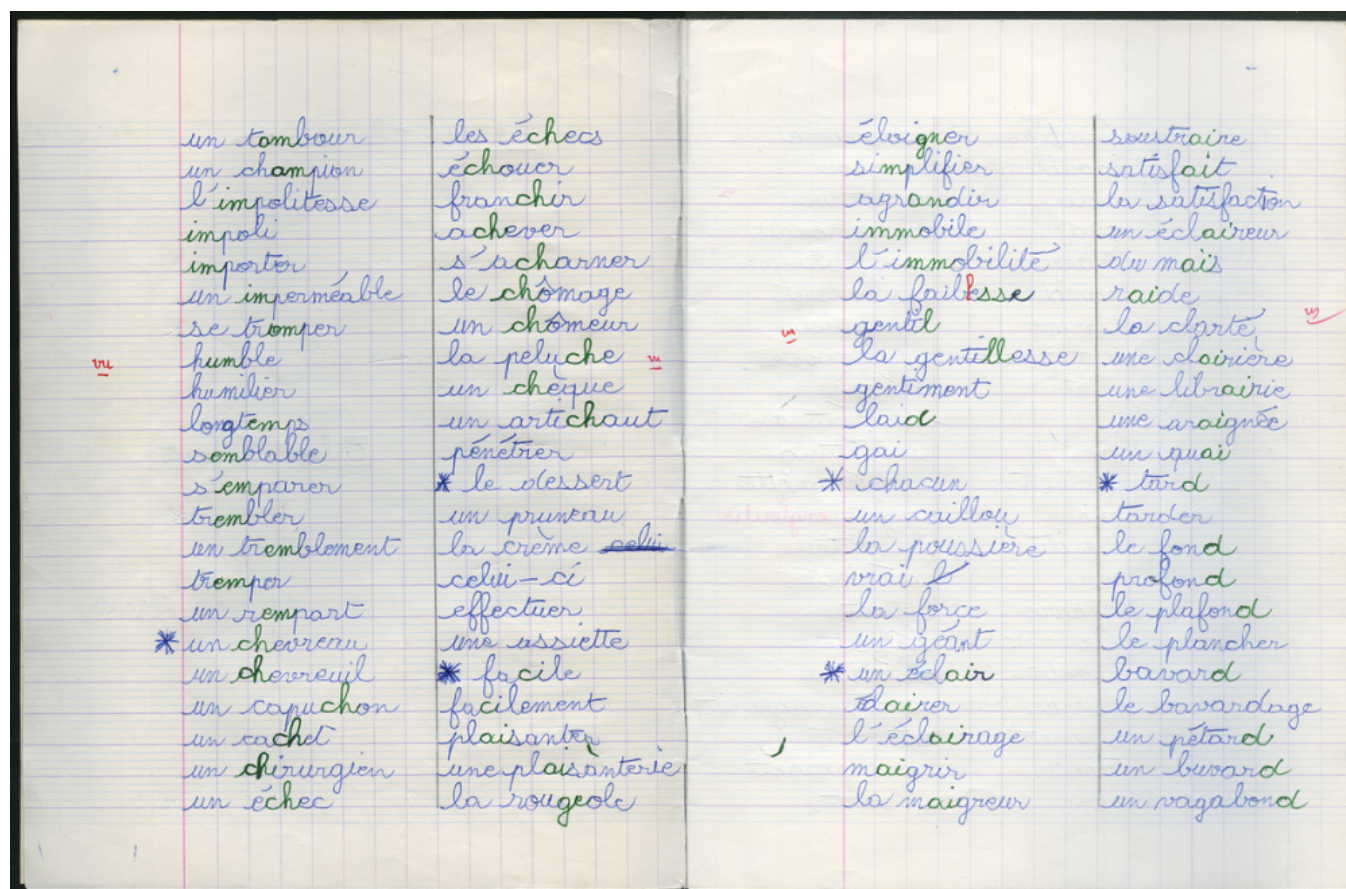 un tambour
un champion
l'impolitesse
impoli
importer
un imperméable
se tromper
humble
humilier
longtemps
semblable
s'emparer
trembler
un tremblement
tremper
un rempart
* un chevreau
un chevreuil
un capuchon
un cachet
un chirurgien
un échec
vu
les échecs
échouer
franchir
achever
s'acharner
le chômage
un chômeur
la peluche
un chèque
un artichaut
pénétrer
* le dessert
un pruneau
la crème celui
celui-ci
effectuer
une assiette
* facile
facilement
plaisanter
une plaisanterie
la rougeole
vu
éloigner
simplifier
agrandir
immobile
l'immobilité
la faiblesse
gentil
la gentillesse
gentiment
laid
gai
* chacun
un caillou
la poussière
vrai
la force
un géant
* un éclair
éclairer
l'éclairage
maigrir
la maigreur
vu
soustraire
satisfait
la satisfaction
un éclaireur
du maïs
raide
la clarté
une clairière
une librairie
une araignée
un quai
* tard
tarder
le fond
profond
le plafond
le plancher
bavard
le bavardage
un pétard
un buvard
un vagabond
vu